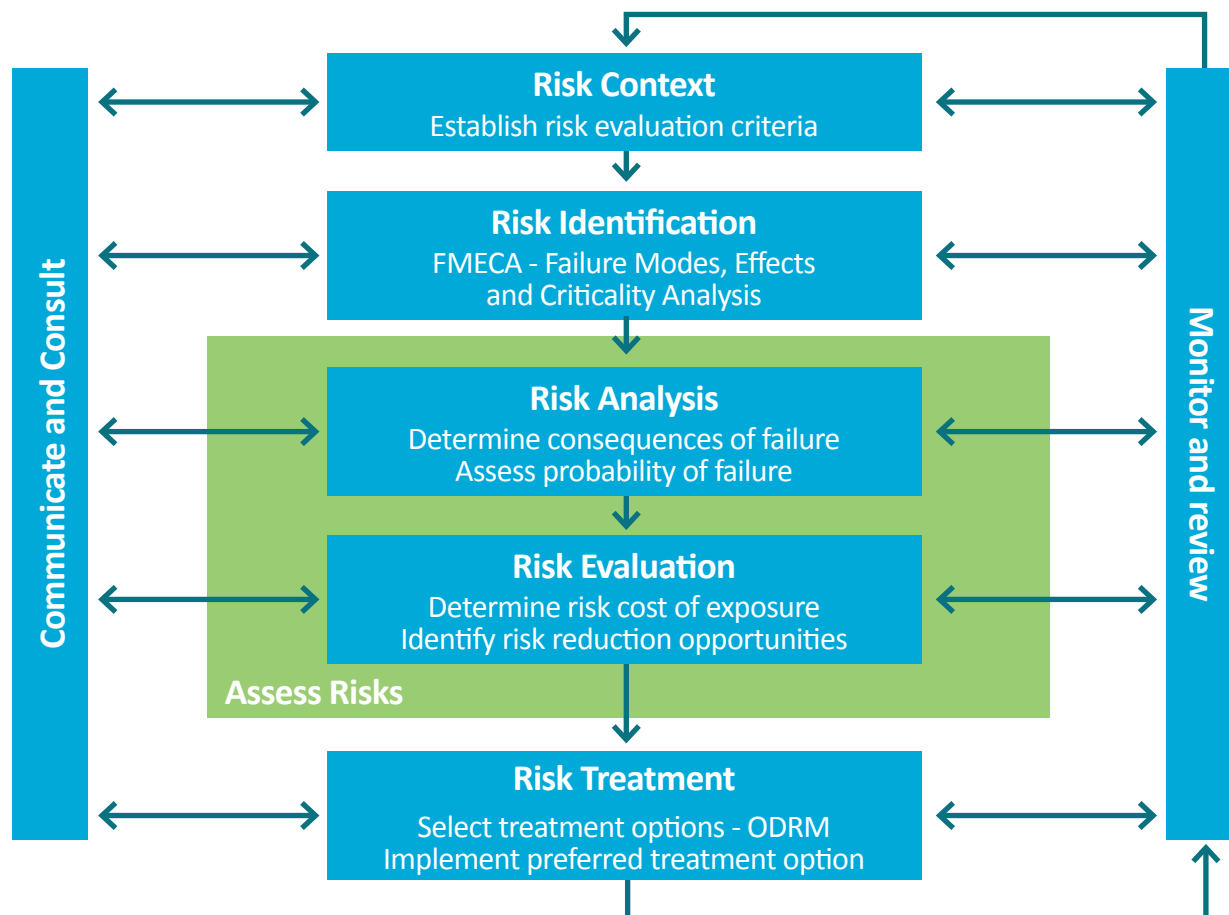 Communicate and Consult
Risk Context
Establish risk evaluation criteria
Risk Identification
FMECA - Failure Modes, Effects
and Criticality Analysis
Risk Analysis
Determine consequences of failure
Assess probability of failure
Risk Evaluation
Determine risk cost of exposure
Identify risk reduction opportunities
Assess Risks
Risk Treatment
Select treatment options - ODRM
Implement preferred treatment option
Monitor and review